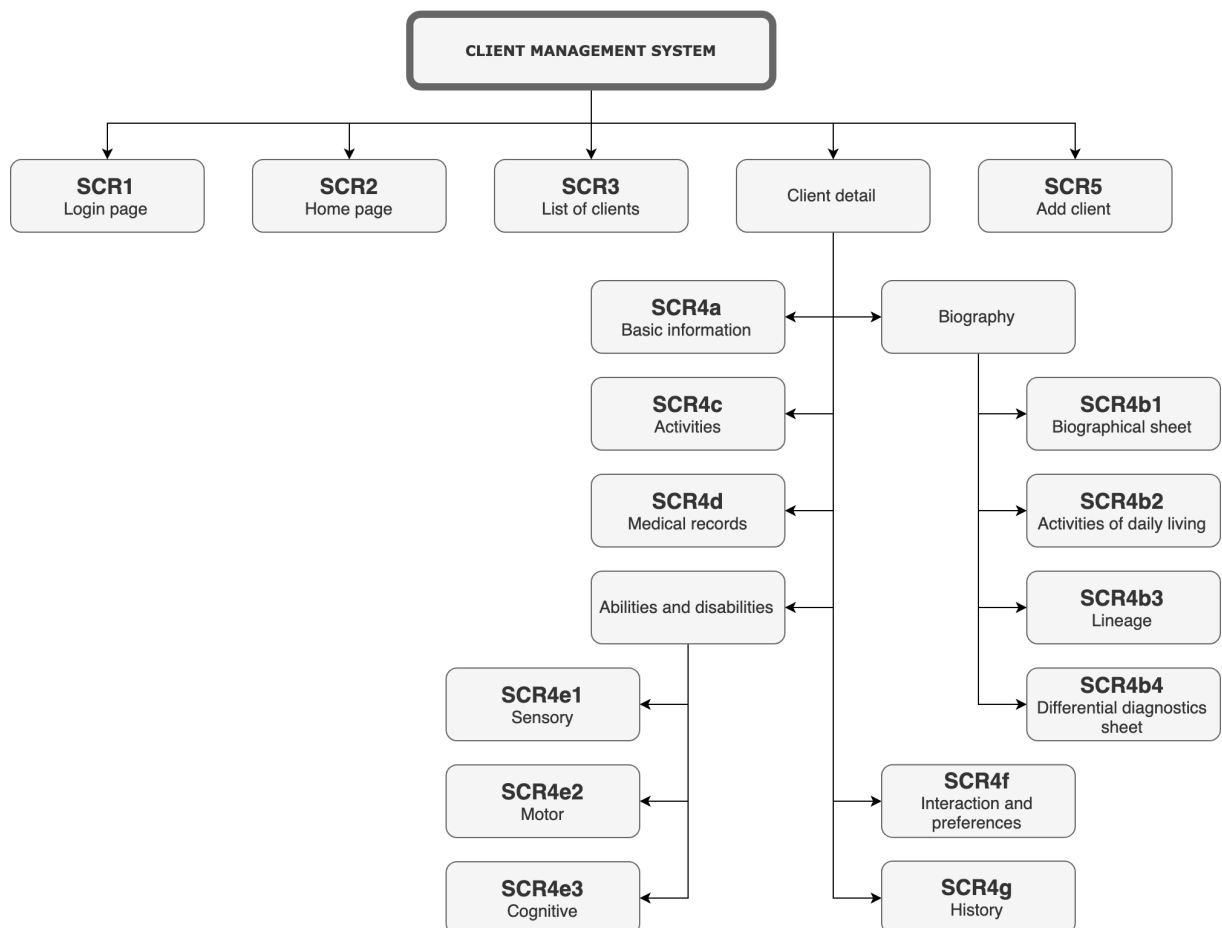 CLIENT MANAGEMENT SYSTEM
SCR1
Login page
SCR2
Home page
SCR3
List of clients
Client detail
SCR5
Add client
SCR4a
Basic information
Biography
SCR4c
Activities
SCR4b1
Biographical sheet
SCR4d
Medical records
SCR4b2
Activities of daily living
Abilities and disabilities
SCR4b3
Lineage
SCR4e1
Sensory
SCR4b4
Differential diagnostics
sheet
SCR4e2
Motor
SCR4f
Interaction and
preferences
SCR4e3
Cognitive
SCR4g
History